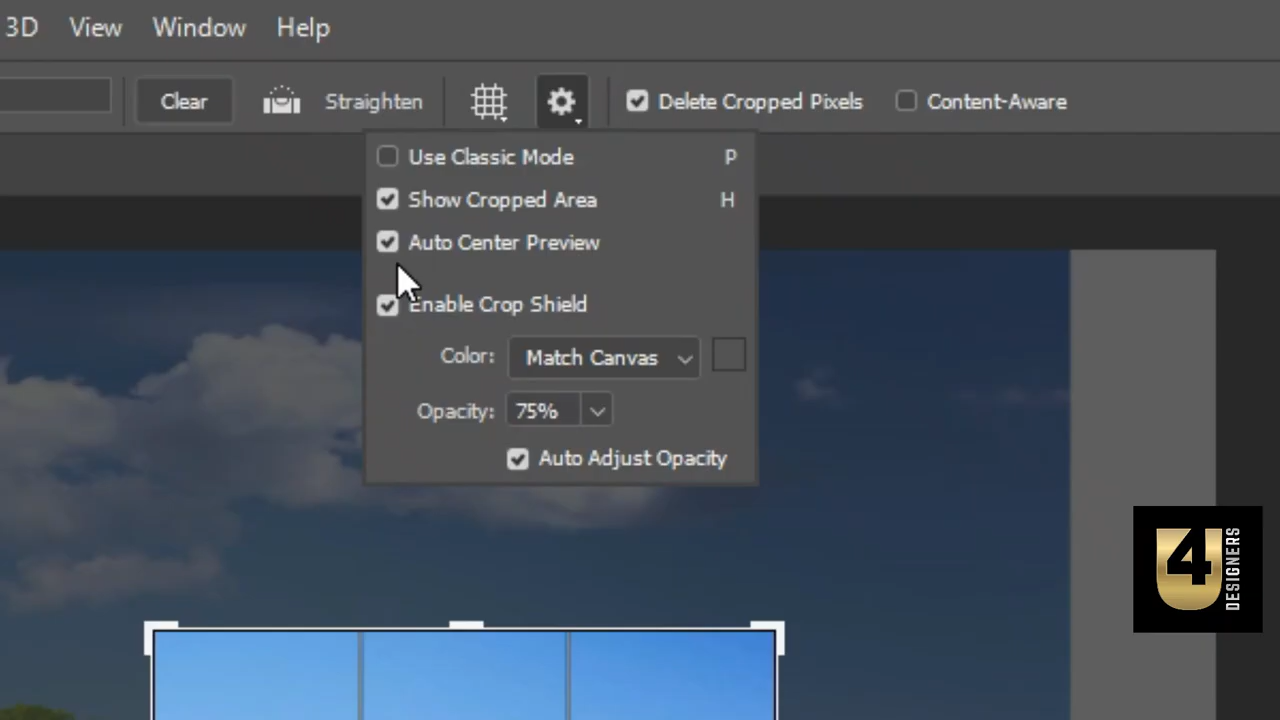 3D View Window Help
Clear Straighten Delete Cropped Pixels Content-Aware
Use Classic Mode P
Show Cropped Area H
Auto Center Preview
Enable Crop Shield
Color: Match Canvas
Opacity: 75%
Auto Adjust Opacity
4U
DESIGNERS